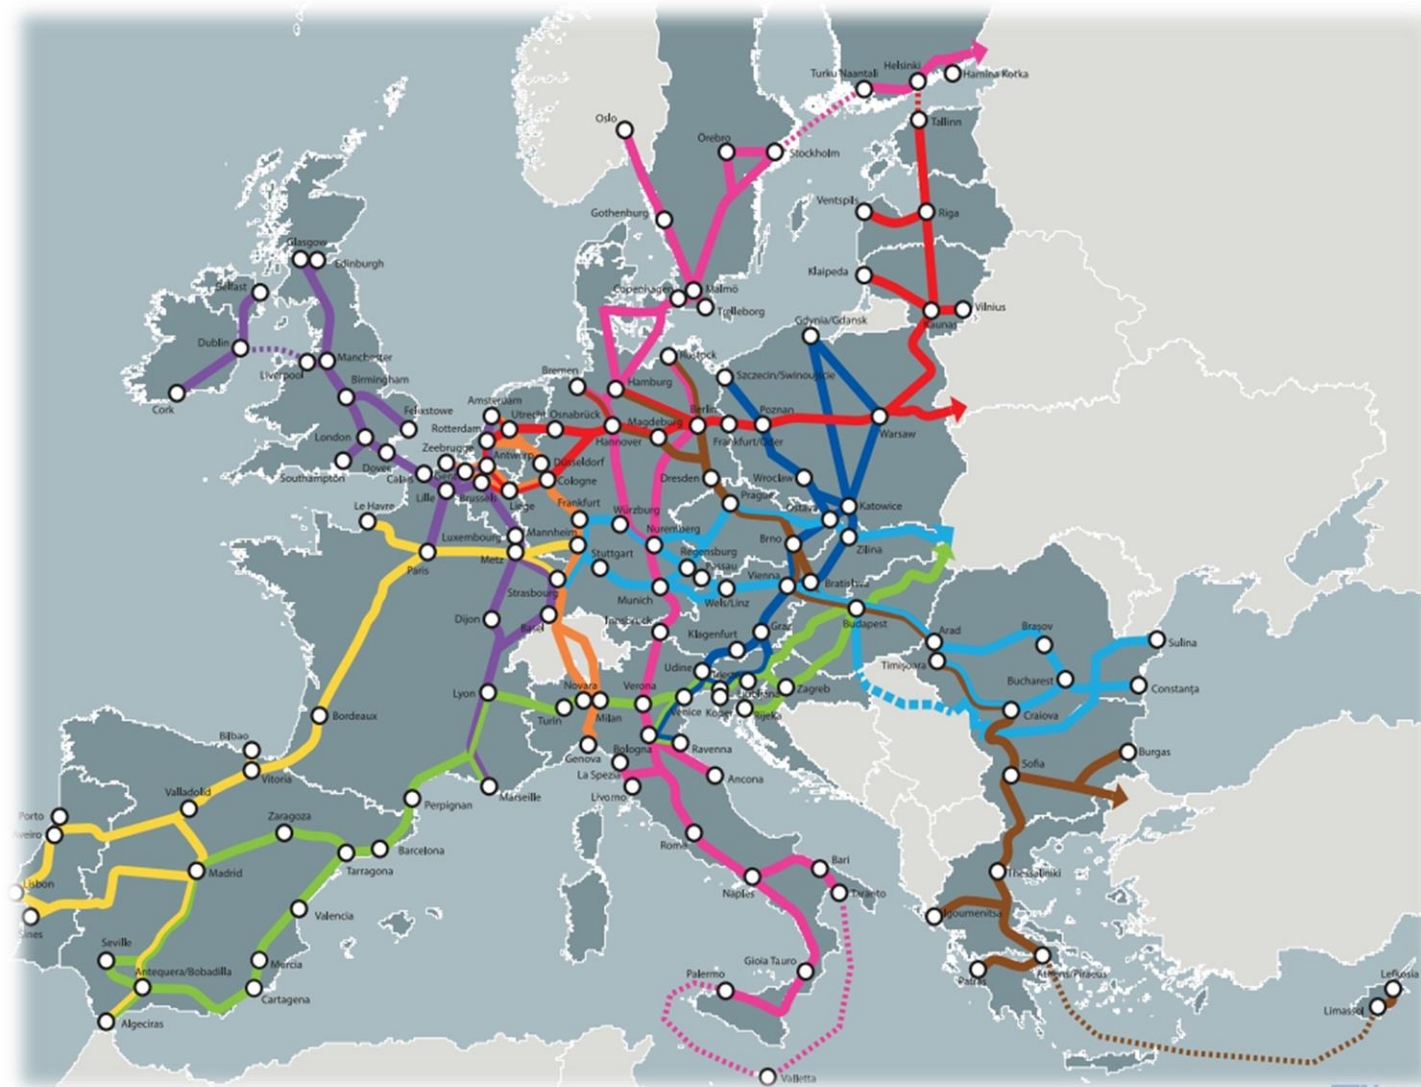 Helsinki
Turku Naantali
Hamina Kotka
Oslo
Tallinn
Örebro
Stockholm
Ventspils
Riga
Gothenburg
Glasgow
Edinburgh
Klaipeda
Belfast
Copenhagen
Malmö
Trelleborg
Vilnius
Kaunas
Gdynia/Gdansk
Dublin
Liverpool
Manchester
Rostock
Bremen
Hamburg
Szczecin/Swinoujscie
Birmingham
Cork
Amsterdam
Felixstowe
Utrecht
Osnabrück
Magdeburg
Berlin
Poznan
Rotterdam
London
Hannover
Frankfurt/Oder
Warsaw
Zeebrugge
Antwerp
Düsseldorf
Dover
Southampton
Calais
Cologne
Dresden
Wroclaw
Lille
Brussels
Liege
Prague
Le Havre
Frankfurt
Würzburg
Ostava
Katowice
Luxembourg
Mannheim
Nuremberg
Brno
Zilina
Paris
Metz
Stuttgart
Regensburg
Passau
Vienna
Bratislava
Strasbourg
Munich
Wels/Linz
Dijon
Basel
Innsbruck
Graz
Budapest
Klagenfurt
Arad
Braşov
Sulina
Udine
Timişoara
Bucharest
Constanţa
Lyon
Novara
Verona
Zagreb
Ljubljana
Turin
Milan
Venice
Koper
Rijeka
Craiova
Bordeaux
Bilbao
Genova
Bologna
Ravenna
Burgas
Vitoria
La Spezia
Ancona
Sofia
Valladolid
Livorno
Marseille
Perpignan
Porto
Zaragoza
Aveiro
Roma
Barcelona
Tarragona
Bari
Madrid
Lisbon
Naples
Taranto
Thessaliniki
Sines
Valencia
Igoumenitsa
Seville
Murcia
Antequera/Bobadilla
Gioia Tauro
Palermo
Patras
Athens/Piraeus
Lefkosia
Cartagena
Limassol
Algeciras
Valletta